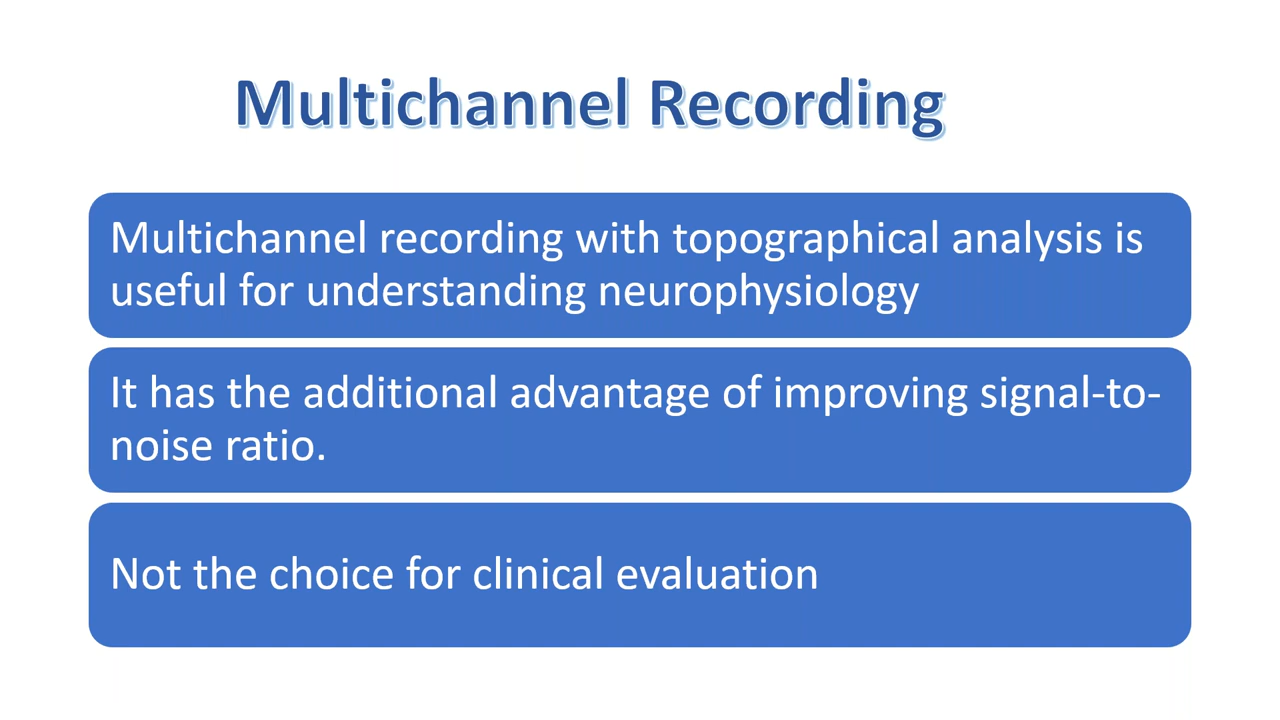 Multichannel Recording
Multichannel recording with topographical analysis is
useful for understanding neurophysiology
It has the additional advantage of improving signal-to-
noise ratio.
Not the choice for clinical evaluation